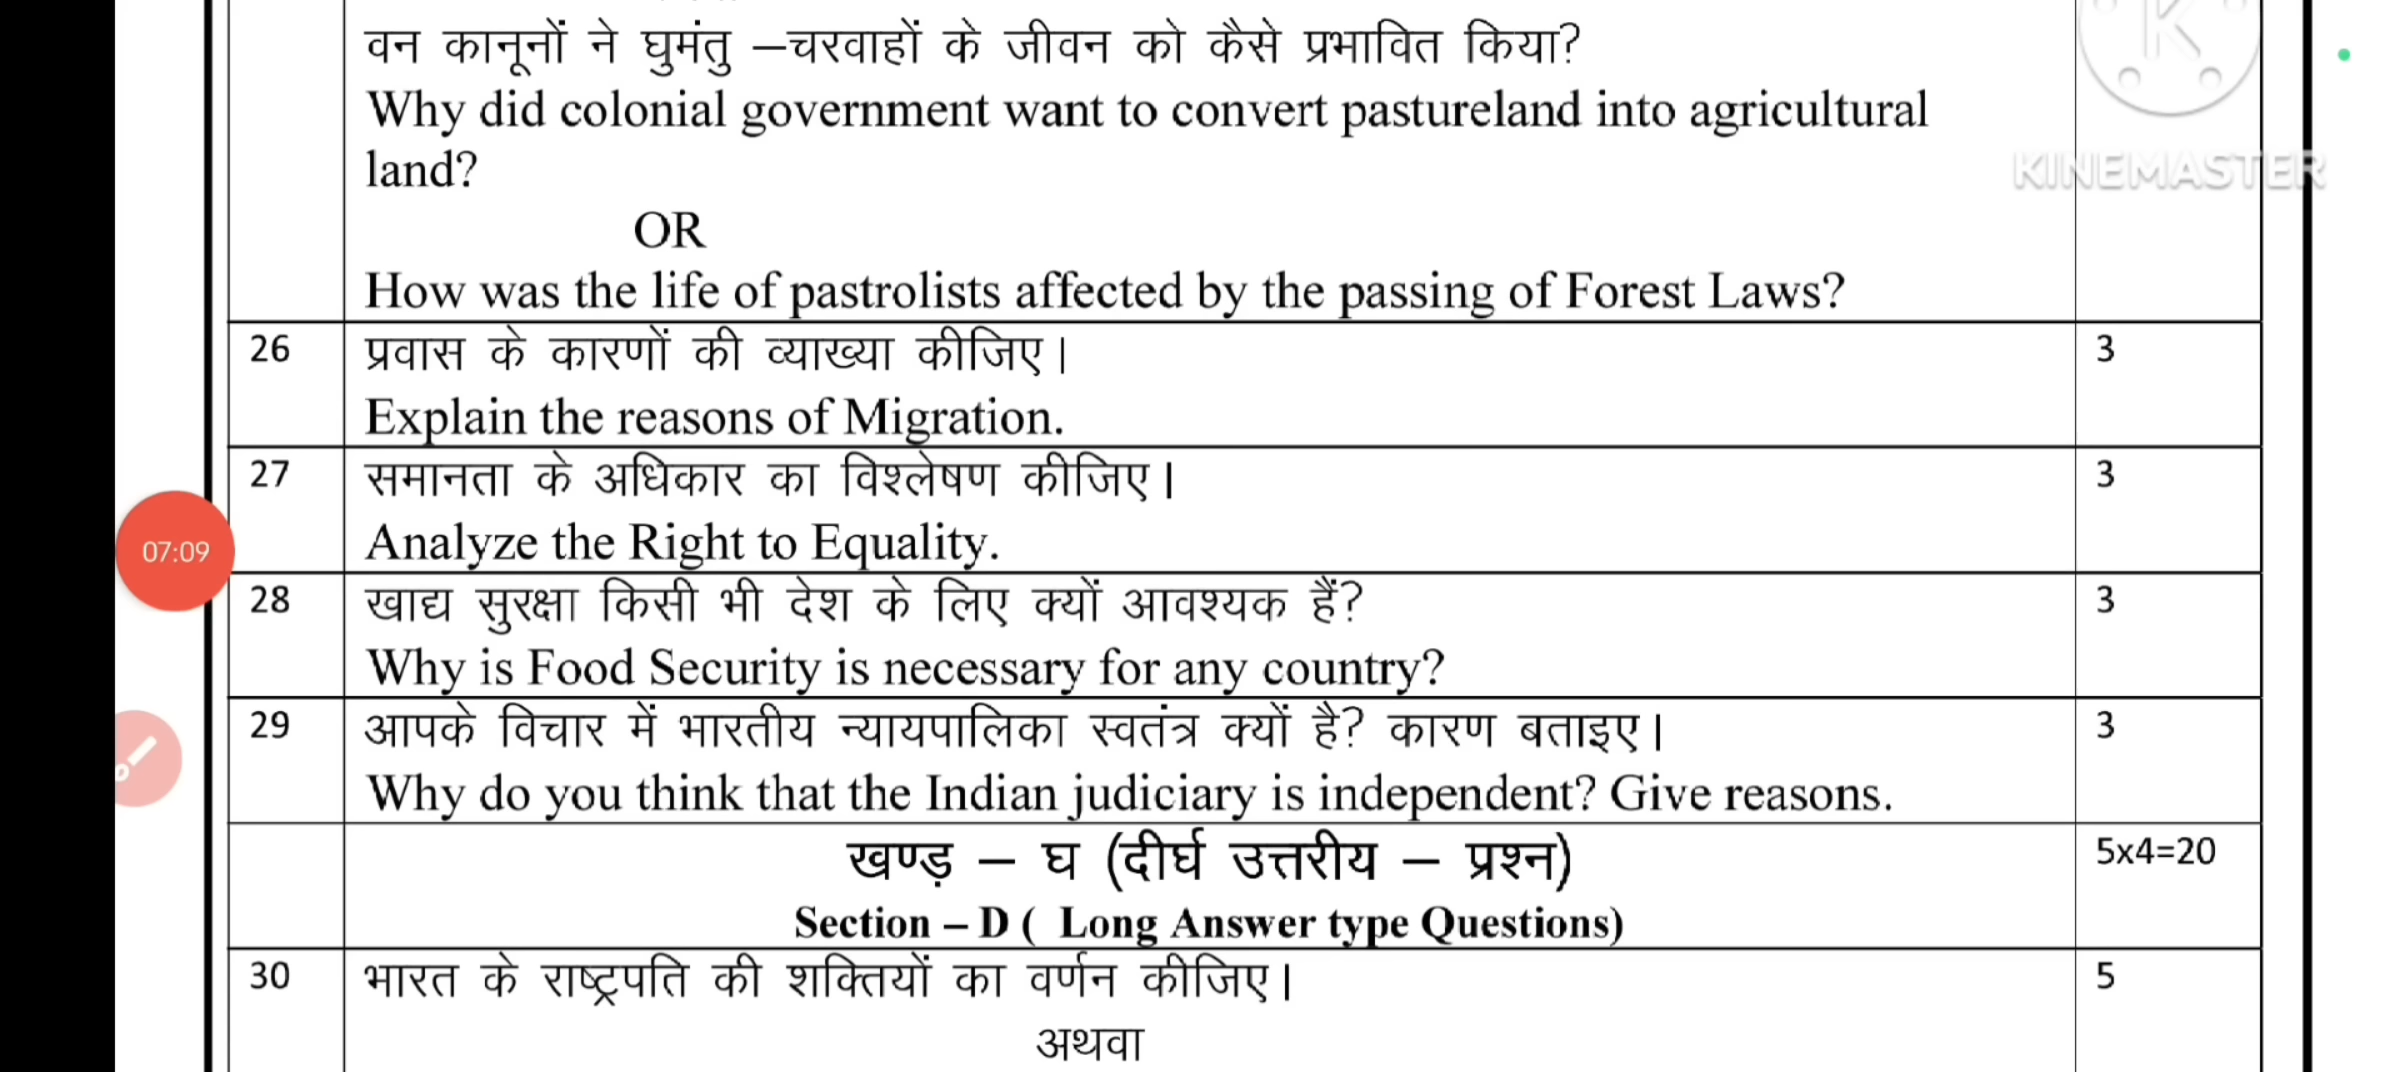 वन कानूनों ने घुमंतु –चरवाहों के जीवन को कैसे प्रभावित किया?
Why did colonial government want to convert pastureland into agricultural
land?
KINEMASTER
OR
How was the life of pastrolists affected by the passing of Forest Laws?
26 प्रवास के कारणों की व्याख्या कीजिए। 3
Explain the reasons of Migration.
27 समानता के अधिकार का विश्लेषण कीजिए। 3
Analyze the Right to Equality.
07:09
28 खाद्य सुरक्षा किसी भी देश के लिए क्यों आवश्यक हैं? 3
Why is Food Security is necessary for any country?
29 आपके विचार में भारतीय न्यायपालिका स्वतंत्र क्यों है? कारण बताइए। 3
Why do you think that the Indian judiciary is independent? Give reasons.
खण्ड़ – घ (दीर्घ उत्तरीय – प्रश्न) 5x4=20
Section – D ( Long Answer type Questions)
30 भारत के राष्ट्रपति की शक्तियों का वर्णन कीजिए। 5
अथवा